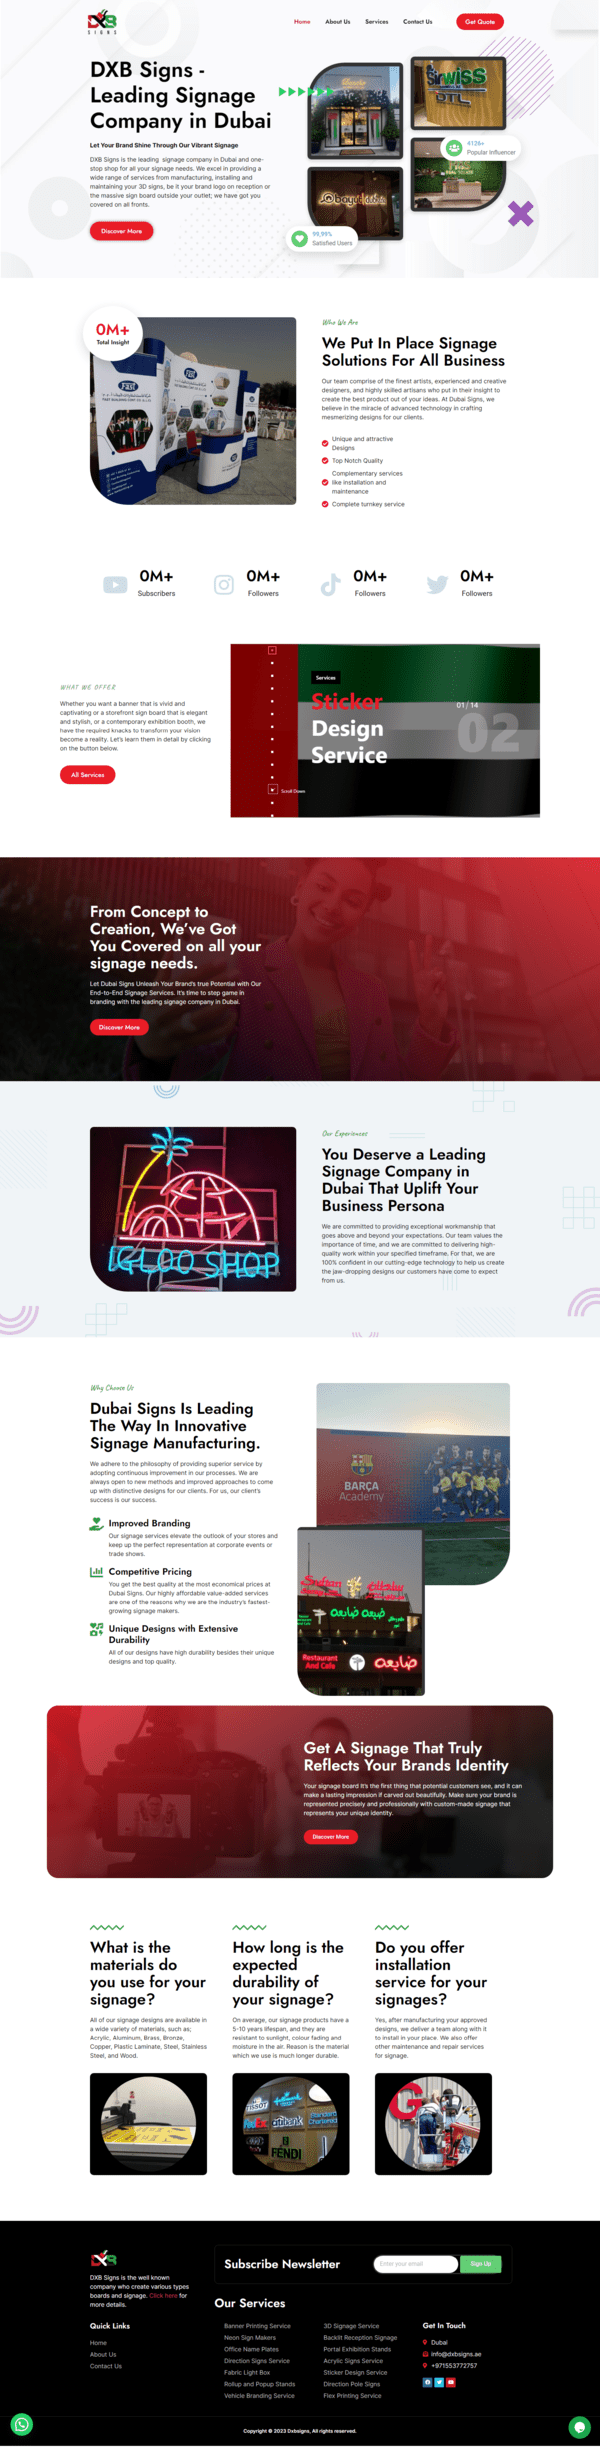 DXB
SIGNS
Home
About Us
Services
Contact Us
Get Quote
DXB Signs -
Leading Signage
Company in Dubai
Let Your Brand Shine Through Our Vibrant Signage
DXB Signs is the leading signage company in Dubai and one-
stop shop for all your signage needs. We excel in providing a
wide range of services from manufacturing, installing and
maintaining your 3D signs, be it your brand logo on reception or
the massive sign board outside your outlet; we have got you
covered on all fronts.
Discover More
4126+
Popular Influencer
99,99%
Satisfied Users
0M+
Total Insight
FAST
Who We Are
We Put In Place Signage
Solutions For All Business
Our team comprise of the finest artists, experienced and creative
designers, and highly skilled artisans who put in their insight to
create the best product out of your ideas. At Dubai Signs, we
believe in the miracle of advanced technology in crafting
mesmerizing designs for our clients.
Unique and attractive
Designs
Top Notch Quality
Complementary services
like installation and
maintenance
Complete turnkey service
0M+
Subscribers
0M+
Followers
0M+
Followers
0M+
Followers
WHAT WE OFFER
Whether you want a banner that is vivid and
captivating or a storefront sign board that is elegant
and stylish, or a contemporary exhibition booth, we
have the required knacks to transform your vision
become a reality. Let's learn them in detail by clicking
on the button below.
All Services
Services
Sticker
Design
Service
01 / 14
02
Scroll Down
From Concept to
Creation, We've Got
You Covered on all your
signage needs.
Let Dubai Signs Unleash Your Brand's true Potential with Our
End-to-End Signage Services. It's time to step game in
branding with the leading signage company in Dubai.
Discover More
IGLOO SHOP
Our Experiences
You Deserve a Leading
Signage Company in
Dubai That Uplift Your
Business Persona
We are committed to providing exceptional workmanship that
goes above and beyond your expectations. Our team values the
importance of time, and we are committed to delivering high-
quality work within your specified timeframe. For that, we are
100% confident in our cutting-edge technology to help us create
the jaw-dropping designs our customers have come to expect
from us.
Why Choose Us
Dubai Signs Is Leading
The Way In Innovative
Signage Manufacturing.
We adhere to the philosophy of providing superior service by
adopting continuous improvement in our processes. We are
always open to new methods and improved approaches to come
up with distinctive designs for our clients. For us, our client's
success is our success.
Improved Branding
Our signage services elevate the outlook of your stores and
keep up the perfect representation at corporate events or
trade shows.
Competitive Pricing
You get the best quality at the most economical prices at
Dubai Signs. Our highly affordable value-added services
are one of the reasons why we are the industry's fastest-
growing signage makers.
Unique Designs with Extensive
Durability
All of our designs have high durability besides their unique
designs and top quality.
BARÇA
Academy
Restaurant
And Cafe
Get A Signage That Truly
Reflects Your Brands Identity
Your signage board It's the first thing that potential customers see, and it can
make a lasting impression if carved out beautifully. Make sure your brand is
represented precisely and professionally with custom-made signage that
represents your unique identity.
Discover More
What is the
materials do
you use for your
signage?
All of our signage designs are available in
a wide variety of materials, such as;
Acrylic, Aluminum, Brass, Bronze,
Copper, Plastic Laminate, Steel, Stainless
Steel, and Wood.
How long is the
expected
durability of
your signage?
On average, our signage products have a
5-10 years lifespan, and they are
resistant to sunlight, colour fading and
moisture in the air. Reason is the material
which we use is much longer durable.
TISSOT
Hallmark
FedEx
citibank
Standard
Chartered
FENDI
Do you offer
installation
service for your
signages?
Yes, after manufacturing your approved
designs, we deliver a team along with it
to install in your place. We also offer
other maintenance and repair services
for signage.
G
DXB
DXB Signs is the well known
company who create various types
boards and signage. Click here for
more details.
Quick Links
Home
About Us
Contact Us
Subscribe Newsletter
Enter your email
Sign Up
Our Services
Banner Printing Service
Neon Sign Makers
Office Name Plates
Direction Signs Service
Fabric Light Box
Rollup and Popup Stands
Vehicle Branding Service
3D Signage Service
Backlit Reception Signage
Portal Exhibition Stands
Acrylic Signs Service
Sticker Design Service
Direction Pole Signs
Flex Printing Service
Get In Touch
Dubai
info@dxbsigns.ae
+971553772757
Copyright © 2023 Dxbsigns, All rights reserved.